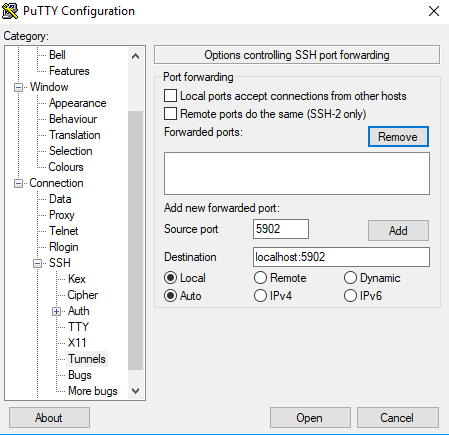 PuTTY Configuration
Category:
Bell
Features
Window
Appearance
Behaviour
Translation
Selection
Colours
Connection
Data
Proxy
Telnet
Rlogin
SSH
Kex
Cipher
Auth
TTY
X11
Tunnels
Bugs
More bugs
Options controlling SSH port forwarding
Port forwarding
Local ports accept connections from other hosts
Remote ports do the same (SSH-2 only)
Forwarded ports: Remove
Add new forwarded port:
Source port 5902 Add
Destination localhost:5902
Local Remote Dynamic
Auto IPv4 IPv6
About Open Cancel